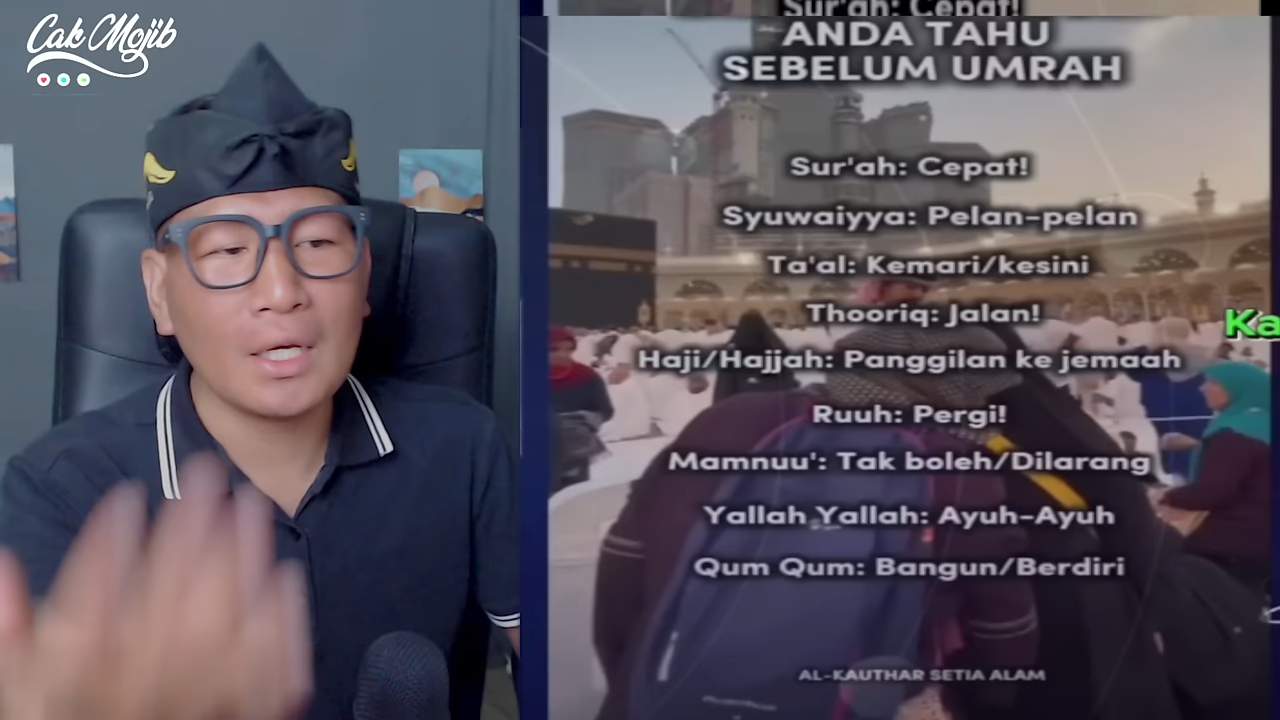 Cak Mojib
Sur'ah: Cepat!
ANDA TAHU
SEBELUM UMRAH
Sur'ah: Cepat!
Syuwaiyya: Pelan-pelan
Ta'al: Kemari/kesini
Thooriq: Jalan!
Haji/Hajjah: Panggilan ke jemaah
Ruuh: Pergi!
Mamnuu': Tak boleh/Dilarang
Yallah Yallah: Ayuh-Ayuh
Qum Qum: Bangun/Berdiri
AL-KAUTHAR SETIA ALAM
Ka